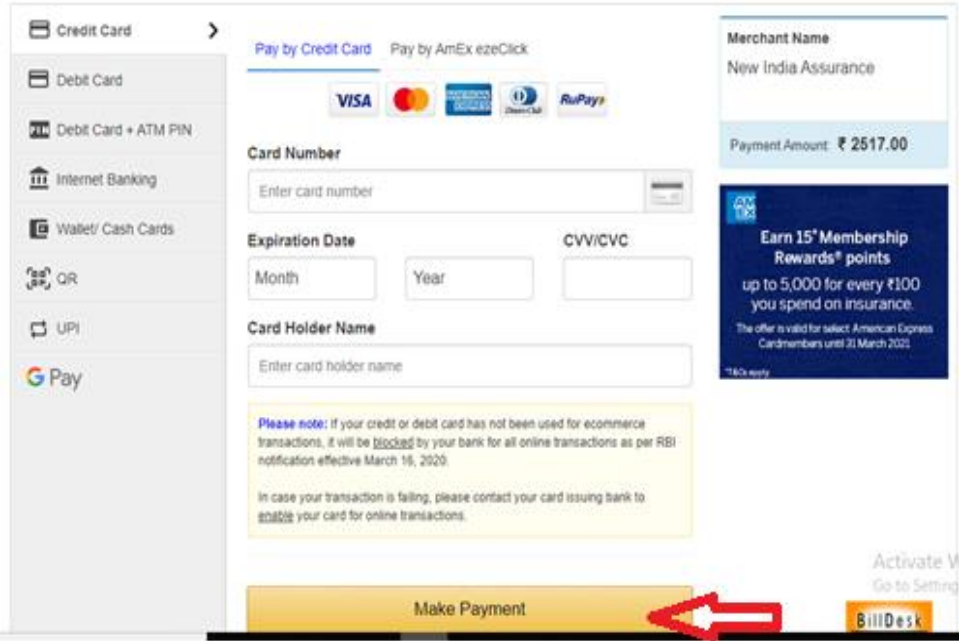 Credit Card
Debit Card
Debit Card + ATM PIN
Internet Banking
Wallet/ Cash Cards
QR
UPI
G Pay
Pay by Credit Card Pay by AmEx ezeClick
VISA AMERICAN EXPRESS Diners Club RuPay
Card Number
Enter card number
Expiration Date CVV/CVC
Month Year
Card Holder Name
Enter card holder name
Please note: If your credit or debit card has not been used for ecommerce
transactions, it will be blocked by your bank for all online transactions as per RBI
notification effective March 16, 2020.
In case your transaction is failing, please contact your card issuing bank to
enable your card for online transactions.
Make Payment
Merchant Name
New India Assurance
Payment Amount: ₹ 2517.00
AM
EX
Earn 15* Membership
Rewards® points
up to 5,000 for every ₹100
you spend on insurance.
The offer is valid for select American Express
Cardmembers until 31 March 2021
*T&Cs apply
Activate W
Go to Setting
BillDesk